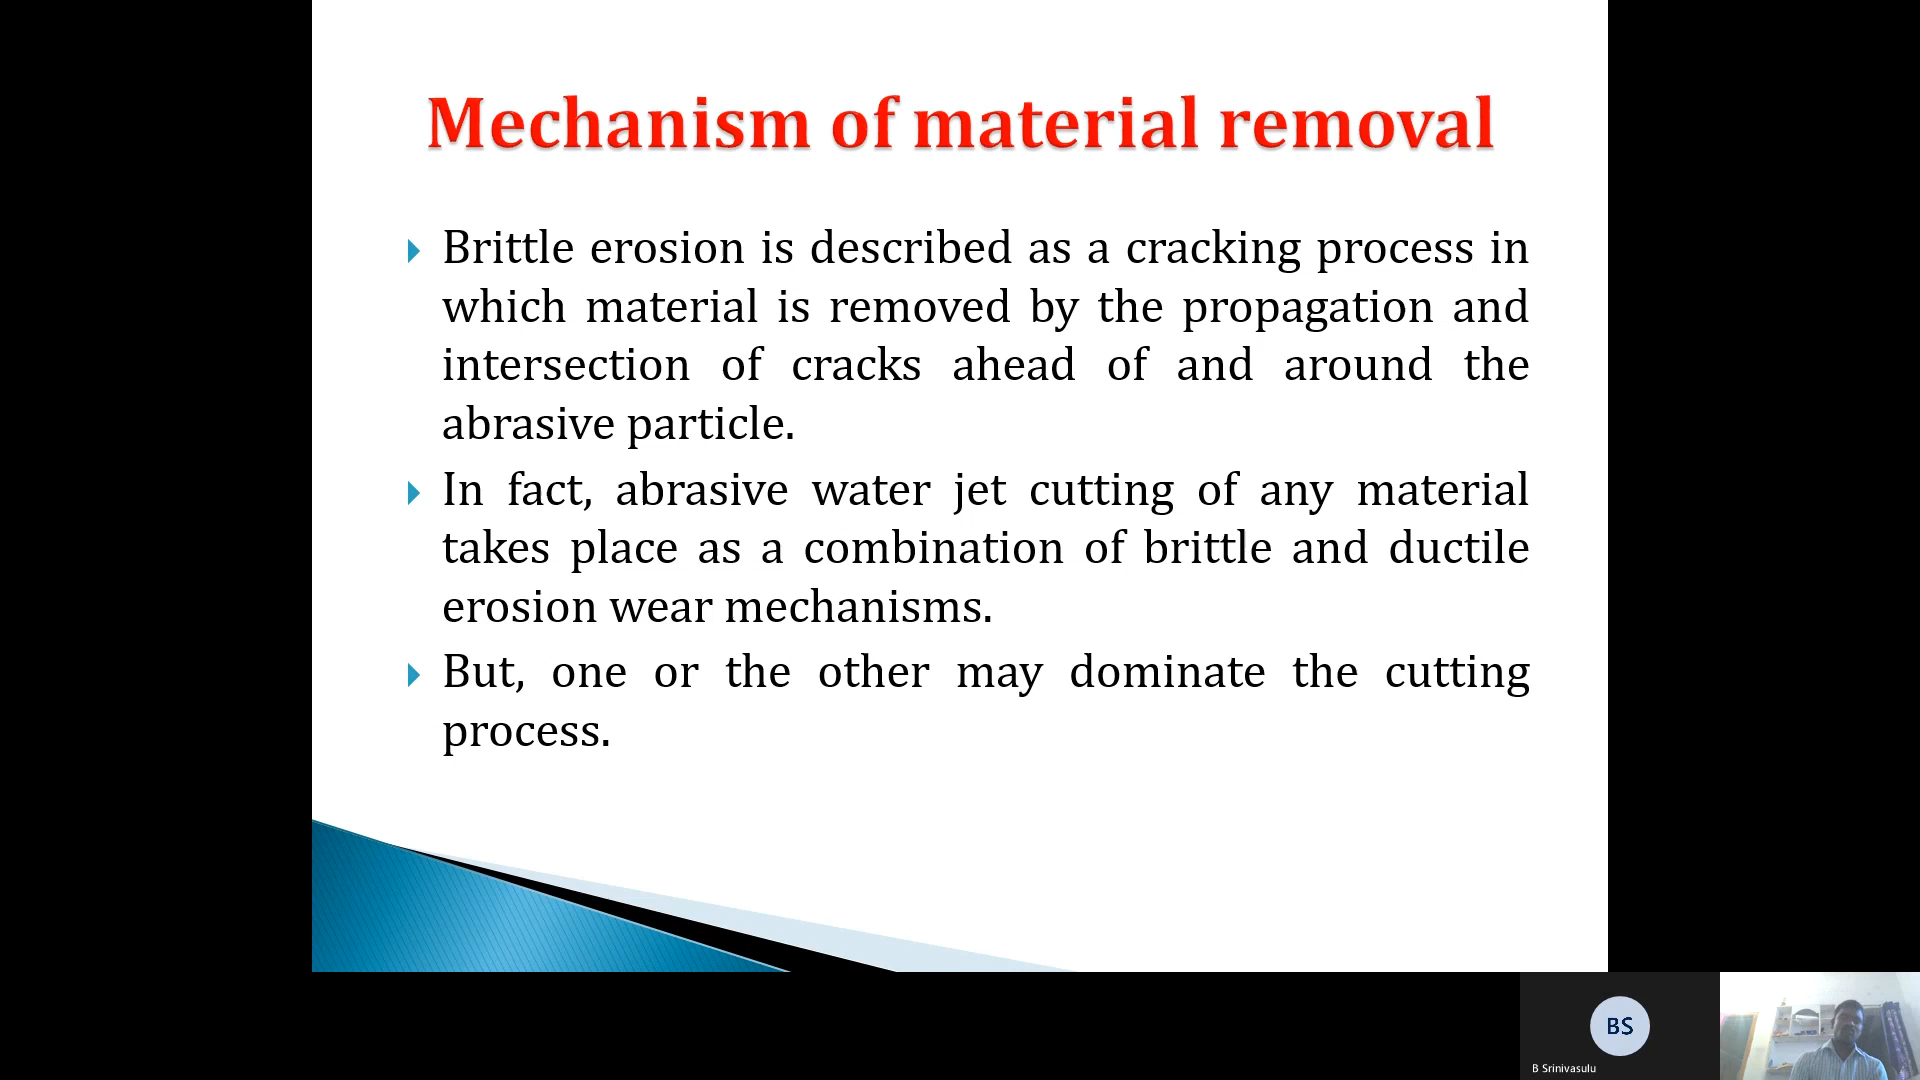 Mechanism of material removal
Brittle erosion is described as a cracking process in
which material is removed by the propagation and
intersection of cracks ahead of and around the
abrasive particle.
In fact, abrasive water jet cutting of any material
takes place as a combination of brittle and ductile
erosion wear mechanisms.
But, one or the other may dominate the cutting
process.
BS
B Srinivasulu